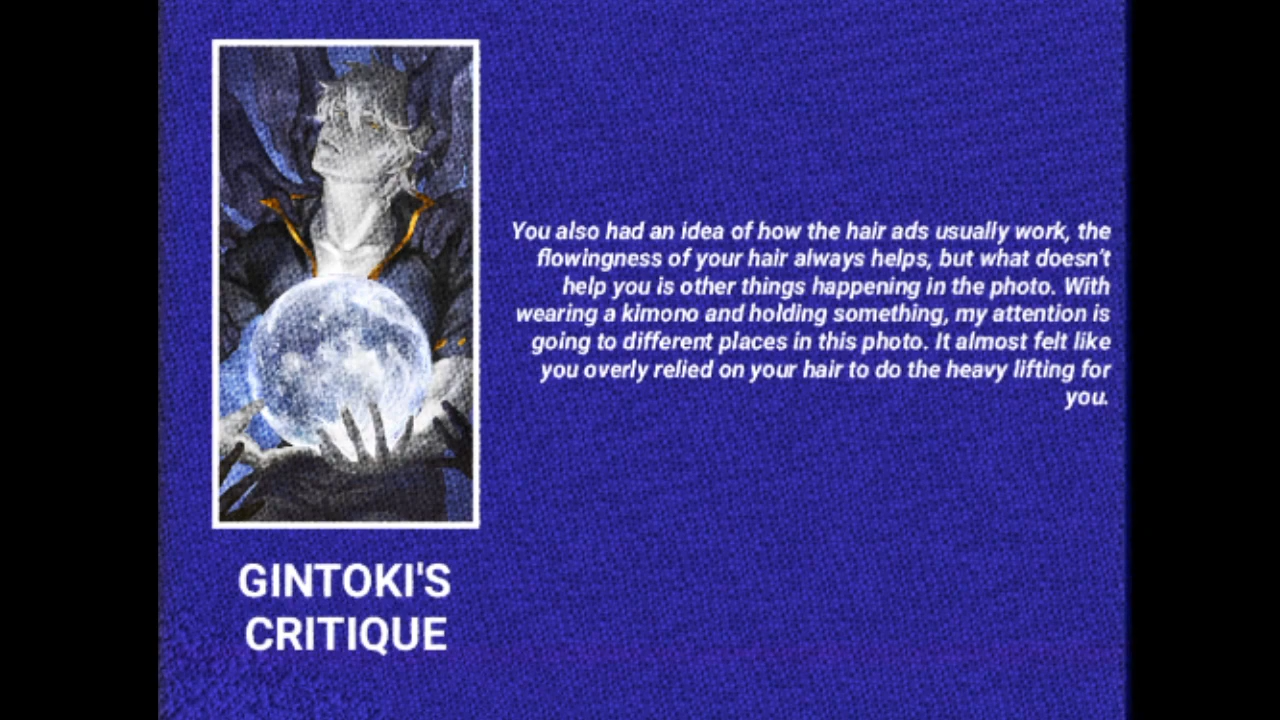 You also had an idea of how the hair ads usually work, the
flowingness of your hair always helps, but what doesn't
help you is other things happening in the photo. With
wearing a kimono and holding something, my attention is
going to different places in this photo. It almost felt like
you overly relied on your hair to do the heavy lifting for
you.
GINTOKI'S
CRITIQUE